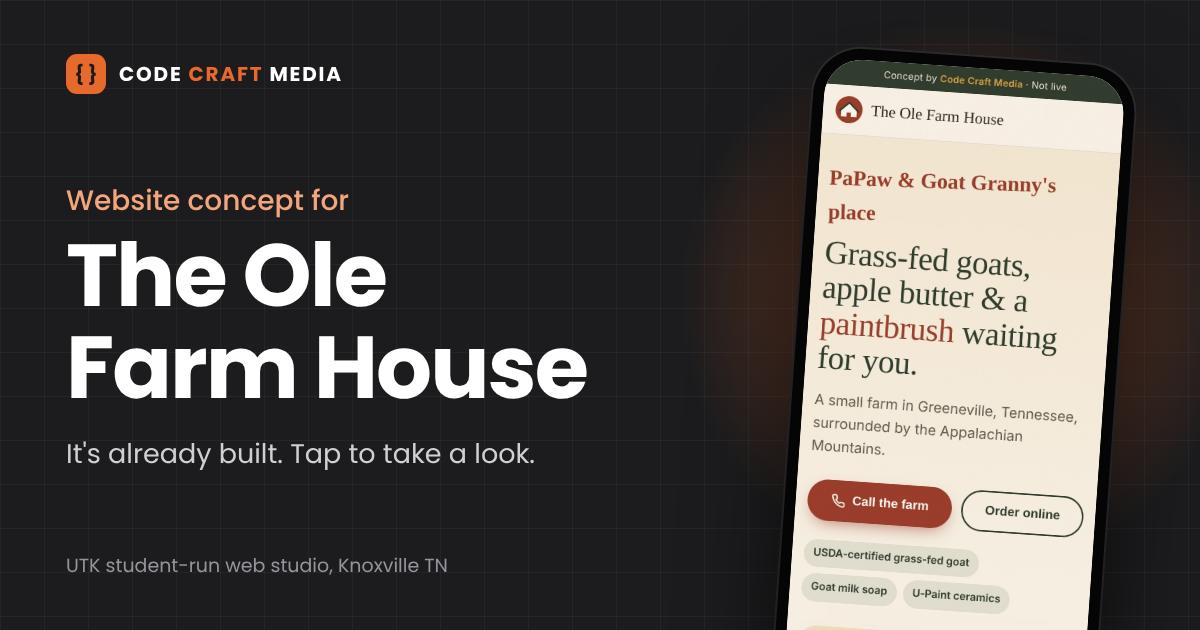 { } CODE CRAFT MEDIA
Website concept for
The Ole
Farm House
It's already built. Tap to take a look.
UTK student-run web studio, Knoxville TN
Concept by Code Craft Media · Not live
The Ole Farm House
PaPaw & Goat Granny's
place
Grass-fed goats,
apple butter & a
paintbrush waiting
for you.
A small farm in Greeneville, Tennessee,
surrounded by the Appalachian
Mountains.
Call the farm
Order online
USDA-certified grass-fed goat
Goat milk soap
U-Paint ceramics